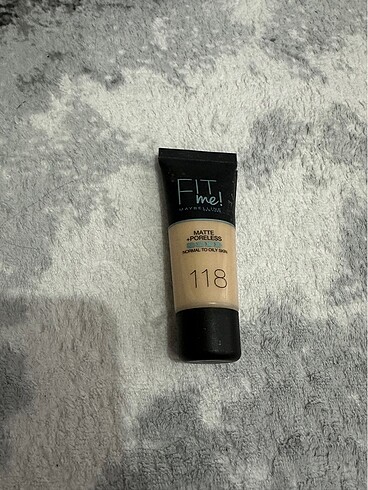 FIT
me!
MAYBELLINE
MATTE
+PORELESS
NORMAL TO OILY SKIN
118